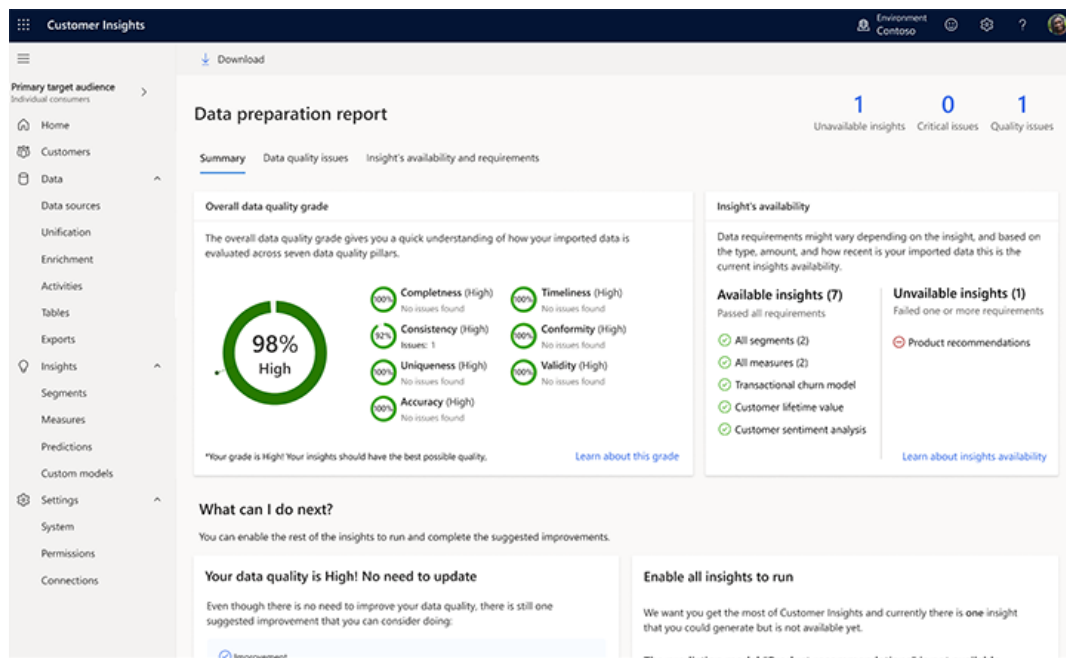 Customer Insights
Environment
Contoso
?
Download
Primary target audience
Individual consumers
Home
Customers
Data
Data sources
Unification
Enrichment
Activities
Tables
Exports
Insights
Segments
Measures
Predictions
Custom models
Settings
System
Permissions
Connections
Data preparation report
1
Unavailable insights
0
Critical issues
1
Quality issues
Summary
Data quality issues
Insight's availability and requirements
Overall data quality grade
The overall data quality grade gives you a quick understanding of how your imported data is
evaluated across seven data quality pillars.
98%
High
100%
Completness (High)
No issues found
92%
Consistency (High)
Issues: 1
100%
Uniqueness (High)
No issues found
100%
Accuracy (High)
No issues found
100%
Timeliness (High)
No issues found
100%
Conformity (High)
No issues found
100%
Validity (High)
No issues found
*Your grade is High! Your insights should have the best possible quality.
Learn about this grade
Insight's availability
Data requirements might vary depending on the insight, and based on
the type, amount, and how recent is your imported data this is the
current insights availability.
Available insights (7)
Passed all requirements
All segments (2)
All measures (2)
Transactional churn model
Customer lifetime value
Customer sentiment analysis
Unavailable insights (1)
Failed one or more requirements
Product recommendations
Learn about insights availability
What can I do next?
You can enable the rest of the insights to run and complete the suggested improvements.
Your data quality is High! No need to update
Even though there is no need to improve your data quality, there is still one
suggested improvement that you can consider doing:
Improvement
Enable all insights to run
We want you get the most of Customer Insights and currently there is one insight
that you could generate but is not available yet.